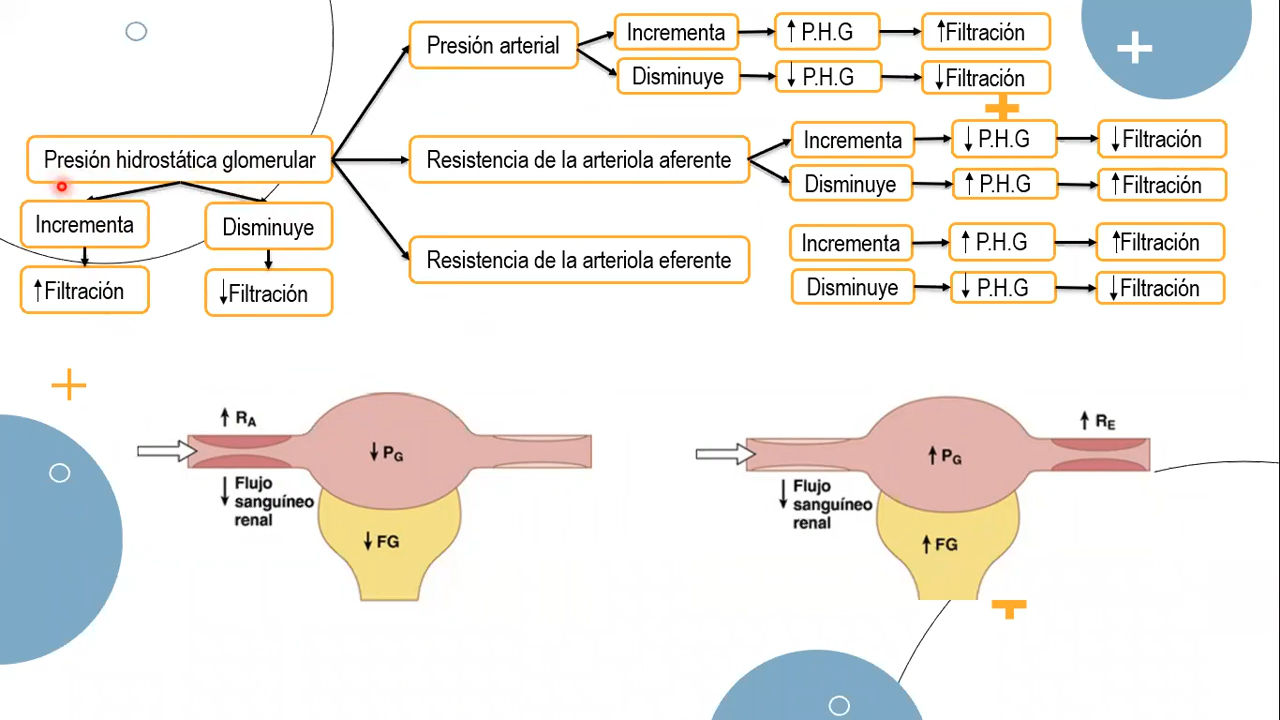 Presión hidrostática glomerular
Incrementa
↑Filtración
Disminuye
↓Filtración
Presión arterial
Incrementa
↑ P.H.G
↑Filtración
Disminuye
↓ P.H.G
↓Filtración
Resistencia de la arteriola aferente
Incrementa
↓ P.H.G
↓Filtración
Disminuye
↑ P.H.G
↑Filtración
Resistencia de la arteriola eferente
Incrementa
↑ P.H.G
↑Filtración
Disminuye
↓ P.H.G
↓Filtración
↑ RA
↓ PG
↓ Flujo
sanguíneo
renal
↓ FG
↑ RE
↑ PG
↓ Flujo
sanguíneo
renal
↑ FG